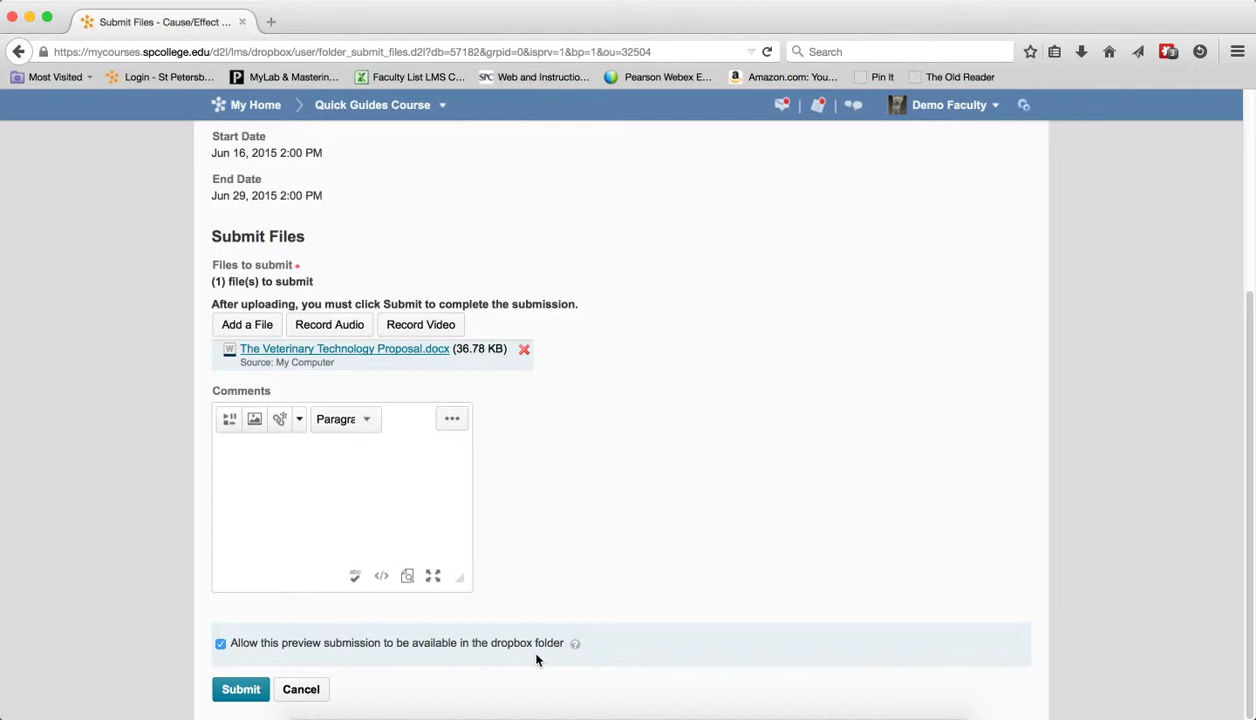 Submit Files - Cause/Effect ...
https://mycourses.spcollege.edu/d2l/lms/dropbox/user/folder_submit_files.d2l?db=57182&grpid=0&isprv=1&bp=1&ou=32504
Search
Most Visited
Login - St Petersb...
MyLab & Masterin...
Faculty List LMS C...
SPC Web and Instructio...
Pearson Webex E...
Amazon.com: You...
Pin It
The Old Reader
My Home
Quick Guides Course
Demo Faculty
Start Date
Jun 16, 2015 2:00 PM
End Date
Jun 29, 2015 2:00 PM
Submit Files
Files to submit *
(1) file(s) to submit
After uploading, you must click Submit to complete the submission.
Add a File
Record Audio
Record Video
The Veterinary Technology Proposal.docx (36.78 KB)
Source: My Computer
Comments
Paragra
abc
Allow this preview submission to be available in the dropbox folder
Submit
Cancel